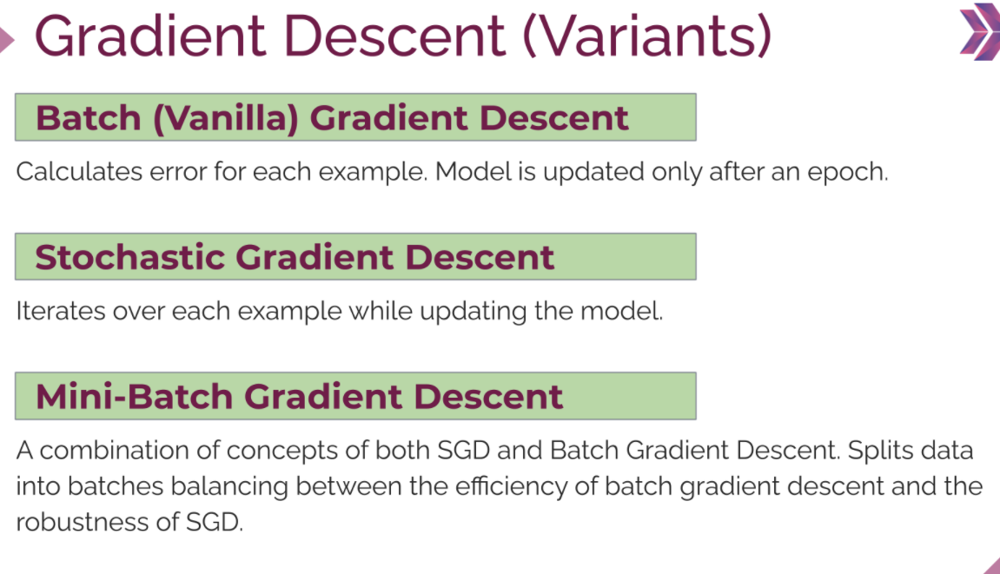 Gradient Descent (Variants)
Batch (Vanilla) Gradient Descent
Calculates error for each example. Model is updated only after an epoch.
Stochastic Gradient Descent
Iterates over each example while updating the model.
Mini-Batch Gradient Descent
A combination of concepts of both SGD and Batch Gradient Descent. Splits data
into batches balancing between the efficiency of batch gradient descent and the
robustness of SGD.